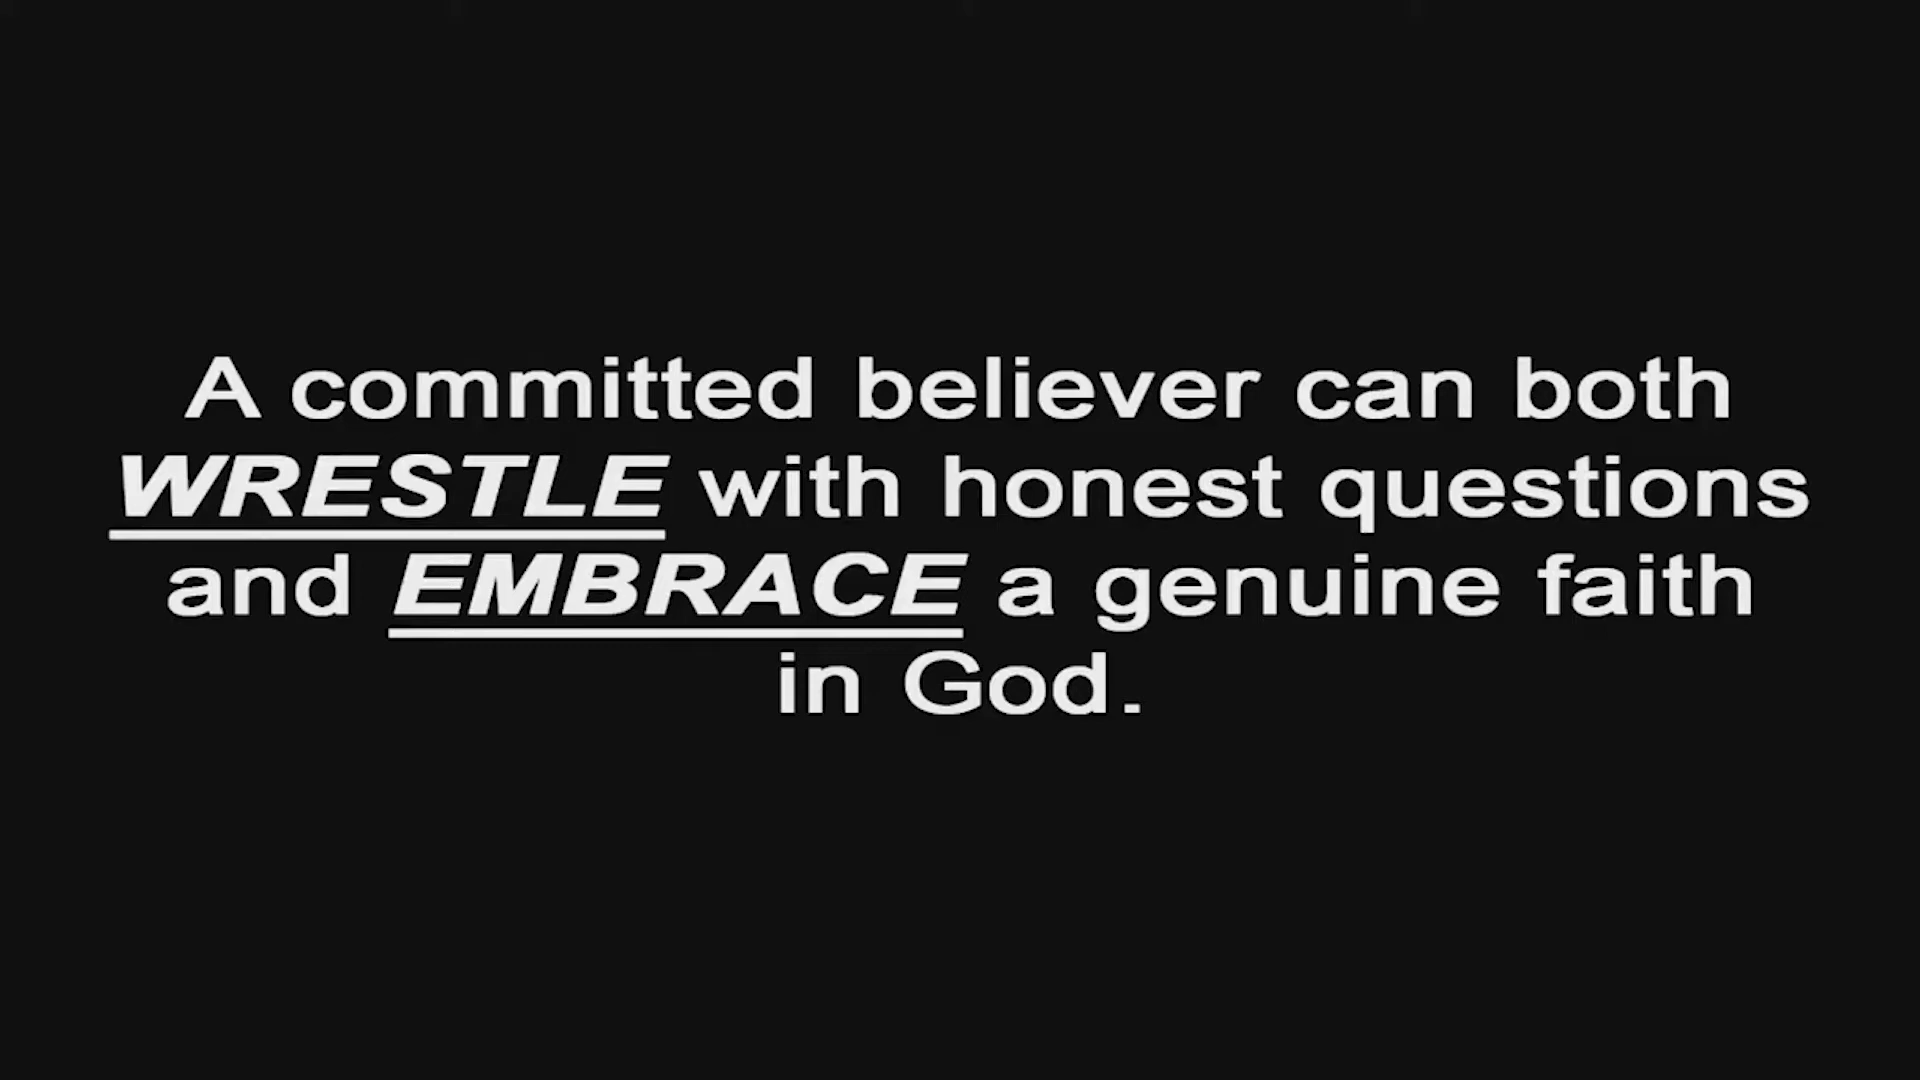 A committed believer can both
WRESTLE with honest questions
and EMBRACE a genuine faith
in God.